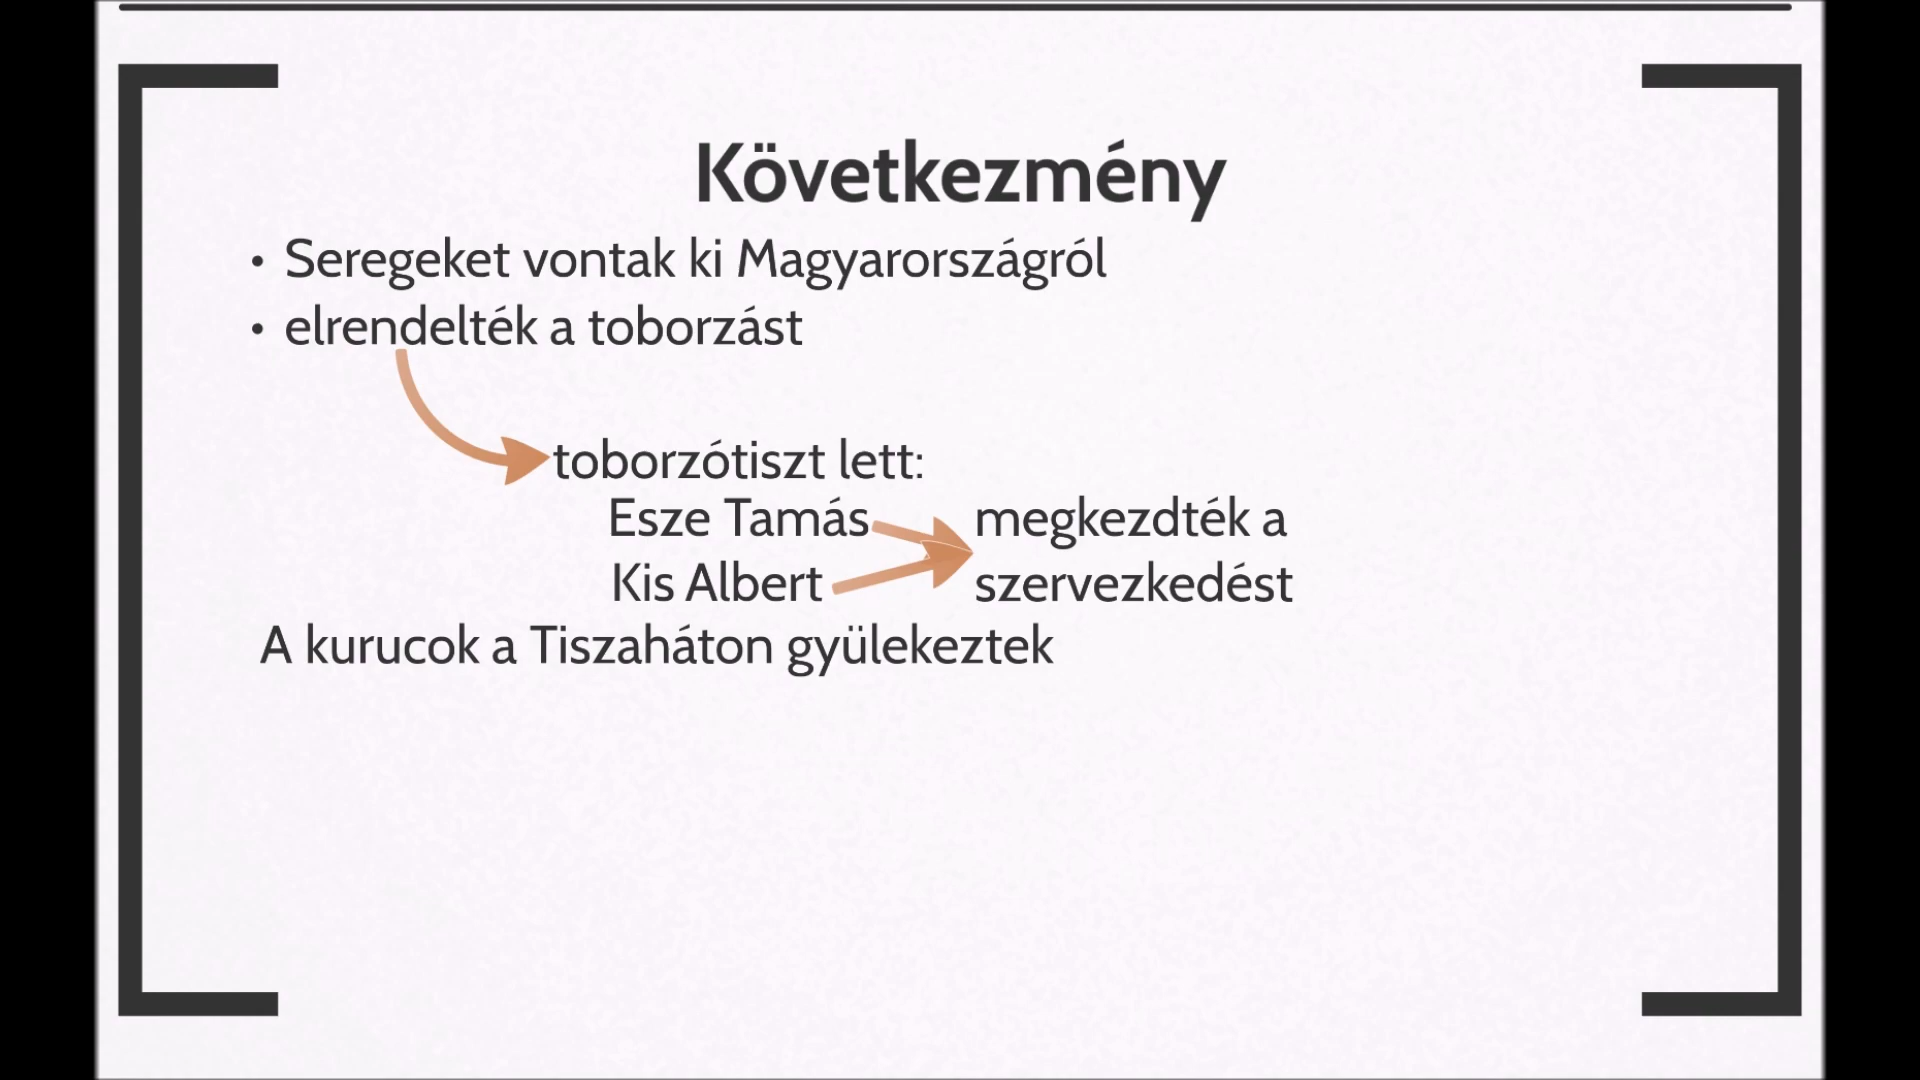 Következmény
• Seregeket vontak ki Magyarországról
• elrendelték a toborzást
toborzótiszt lett:
Esze Tamás
Kis Albert
megkezdték a
szervezkedést
A kurucok a Tiszaháton gyülekeztek